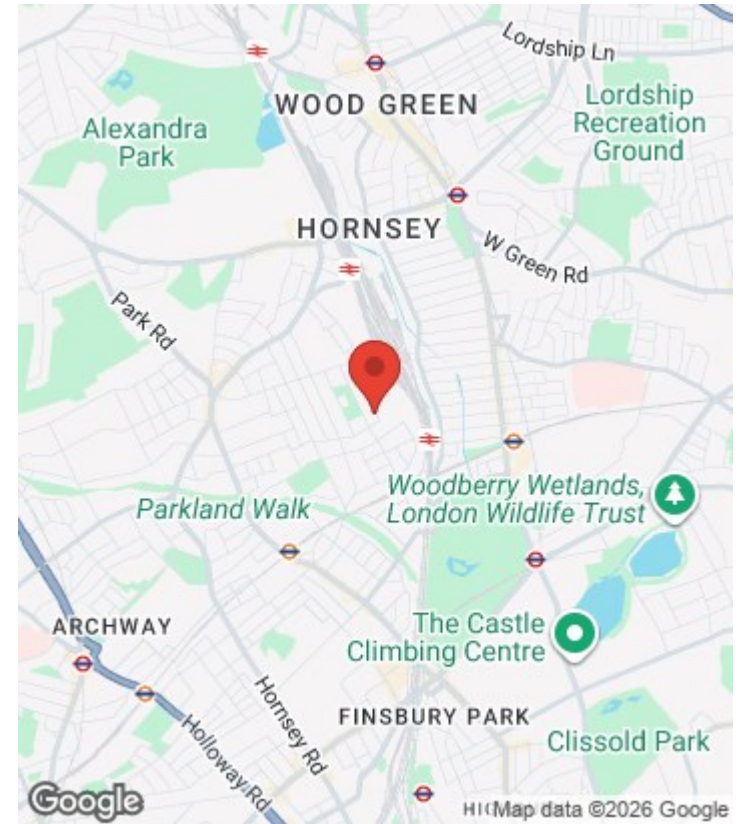 Lordship Ln
WOOD GREEN
Alexandra
Park
Lordship
Recreation
Ground
HORNSEY
W Green Rd
Park Rd
Woodberry Wetlands,
London Wildlife Trust
Parkland Walk
ARCHWAY
The Castle
Climbing Centre
Hornsey Rd
Holloway Rd
FINSBURY PARK
Clissold Park
Google
HIG
Map data ©2026 Google